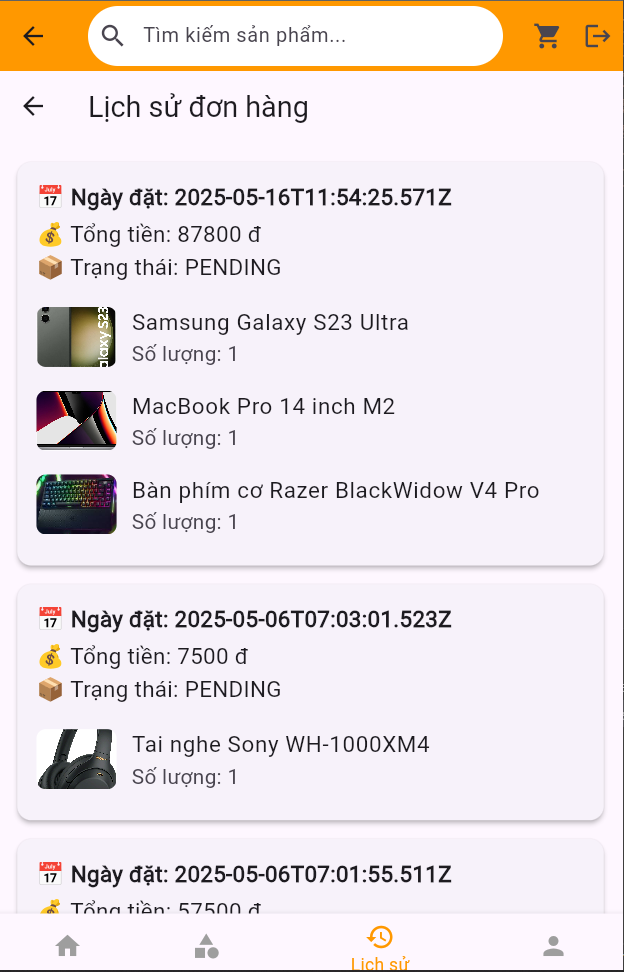 Tìm kiếm sản phẩm...
Lịch sử đơn hàng
Ngày đặt: 2025-05-16T11:54:25.571Z
Tổng tiền: 87800 đ
Trạng thái: PENDING
Samsung Galaxy S23 Ultra
Số lượng: 1
MacBook Pro 14 inch M2
Số lượng: 1
Bàn phím cơ Razer BlackWidow V4 Pro
Số lượng: 1
Ngày đặt: 2025-05-06T07:03:01.523Z
Tổng tiền: 7500 đ
Trạng thái: PENDING
Tai nghe Sony WH-1000XM4
Số lượng: 1
Ngày đặt: 2025-05-06T07:01:55.511Z
Tổng tiền: 57500 đ
Lịch sử